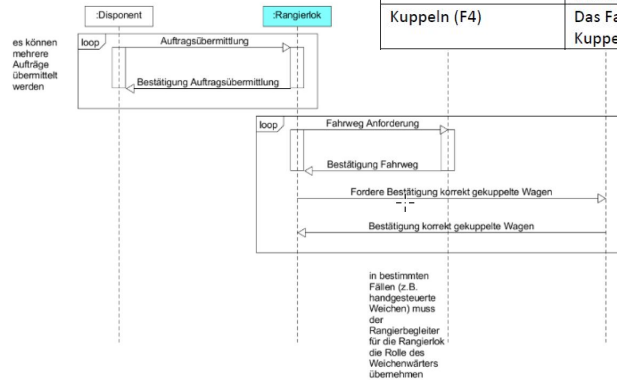 :Disponent
:Rangierlok
Kuppeln (F4)
Das Fa
Kuppe
es können
mehrere
Aufträge
übermittelt
werden
loop
Auftragsübermittlung
Bestätigung Auftragsübermittlung
loop
Fahrweg Anforderung
Bestätigung Fahrweg
Fordere Bestätigung korrekt gekuppelte Wagen
Bestätigung korrekt gekuppelte Wagen
in bestimmten
Fällen (z.B.
handgesteuerte
Weichen) muss
der
Rangierbegleiter
für die Rangierlok
die Rolle des
Weichenwärters
übernehmen